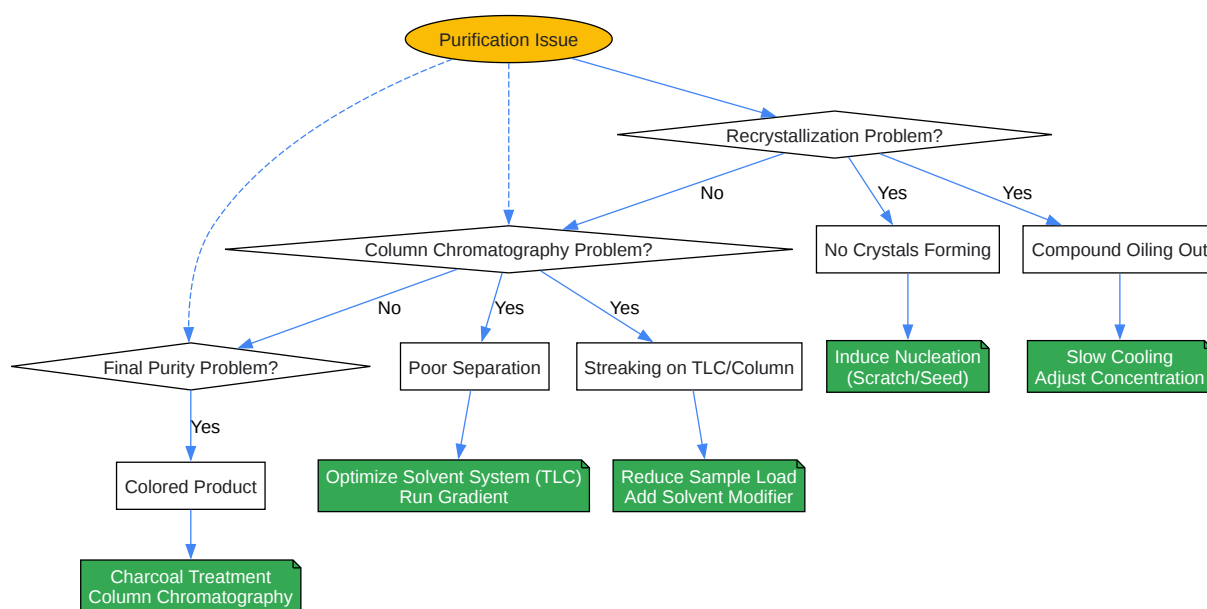 Purification Issue
Recrystallization Problem?
No
Yes
Yes
Column Chromatography Problem?
No Crystals Forming
Compound Oiling Out
No
Yes
Yes
Final Purity Problem?
Poor Separation
Streaking on TLC/Column
Induce Nucleation
(Scratch/Seed)
Slow Cooling
Adjust Concentration
Yes
Colored Product
Optimize Solvent System (TLC)
Run Gradient
Reduce Sample Load
Add Solvent Modifier
Charcoal Treatment
Column Chromatography